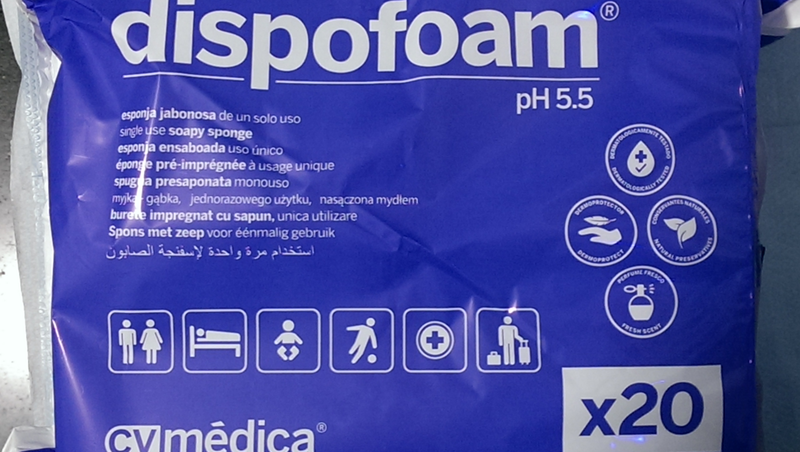 dispofoam®
pH 5.5
esponja jabonosa de un solo uso
single use soapy sponge
esponja ensaboada uso único
éponge pré-imprégnée à usage unique
spugna presaponata monouso
myjka - gąbka, jednorazowego użytku, nasączona mydłem
burete impregnat cu sapun, unica utilizare
Spons met zeep voor éénmalig gebruik
استخدام مرة واحدة لإسفنجة الصابون
DERMATOLOGICAMENTE TESTADO
DERMATOLOGICALLY TESTED
DERMOPROTECTOR
DERMOPROTECT
CONSERVANTES NATURALES
NATURAL PRESERVATIVES
PERFUME FRESCO
FRESH SCENT
cvmédica®
x20